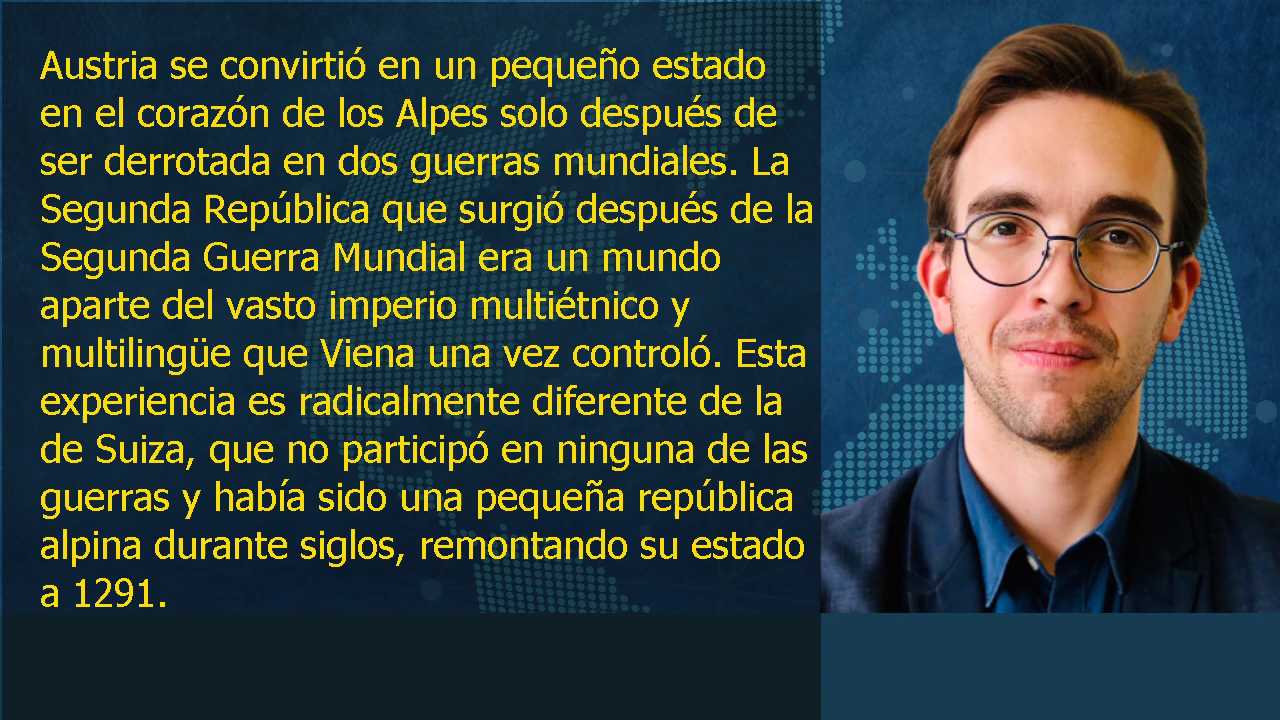 Austria se convirtió en un pequeño estado
en el corazón de los Alpes solo después de
ser derrotada en dos guerras mundiales. La
Segunda República que surgió después de la
Segunda Guerra Mundial era un mundo
aparte del vasto imperio multiétnico y
multilingüe que Viena una vez controló. Esta
experiencia es radicalmente diferente de la
de Suiza, que no participó en ninguna de las
guerras y había sido una pequeña república
alpina durante siglos, remontando su estado
a 1291.